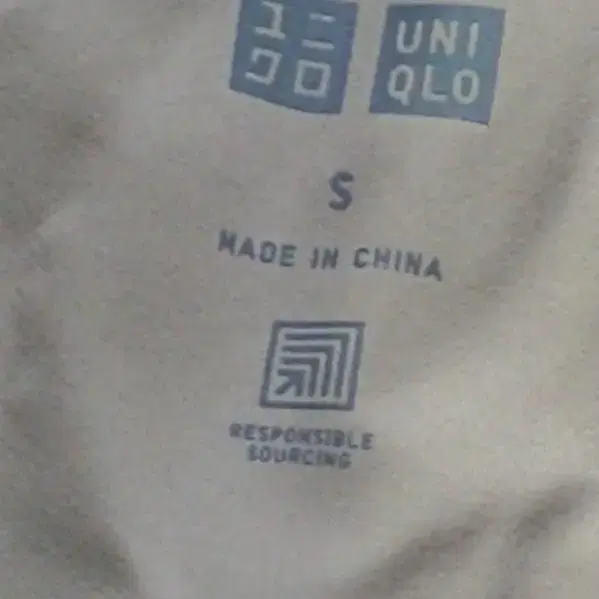 ユニ UNI
クロ QLO
S
MADE IN CHINA
RESPONSIBLE
SOURCING